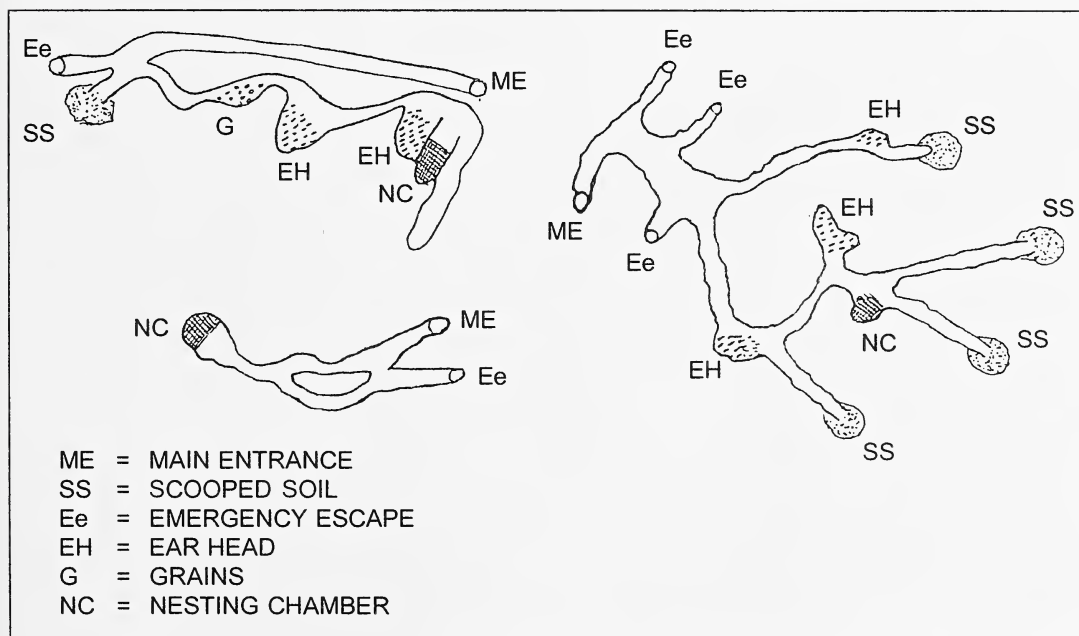 Ee
ME
SS
G
EH
EH
NC
Ee
Ee
EH
SS
ME
Ee
EH
SS
NC
SS
EH
SS
NC
ME
Ee
ME = MAIN ENTRANCE
SS = SCOOPED SOIL
Ee = EMERGENCY ESCAPE
EH = EAR HEAD
G = GRAINS
NC = NESTING CHAMBER